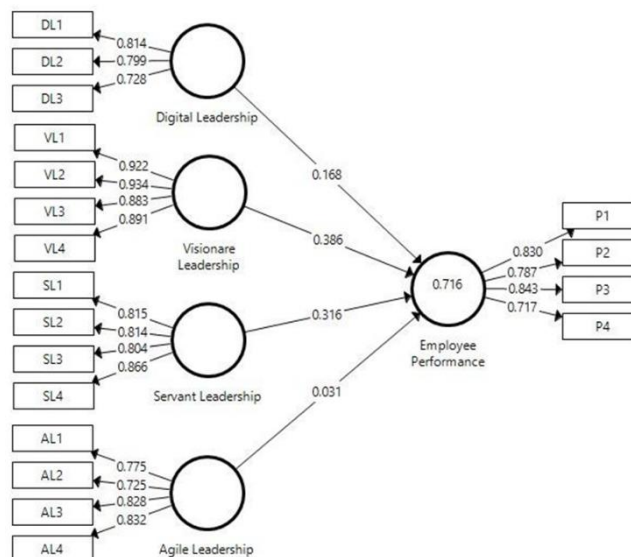 DL1
0.814
DL2
0.799
DL3
0.728
Digital Leadership
VL1
0.922
VL2
0.934
VL3
0.883
VL4
0.891
Visionare
Leadership
SL1
0.815
SL2
0.814
SL3
0.804
SL4
0.866
Servant Leadership
AL1
0.775
AL2
0.725
AL3
0.828
AL4
0.832
Agile Leadership
0.168
0.386
0.316
0.031
0.716
Employee
Performance
P1
0.830
P2
0.787
P3
0.843
P4
0.717